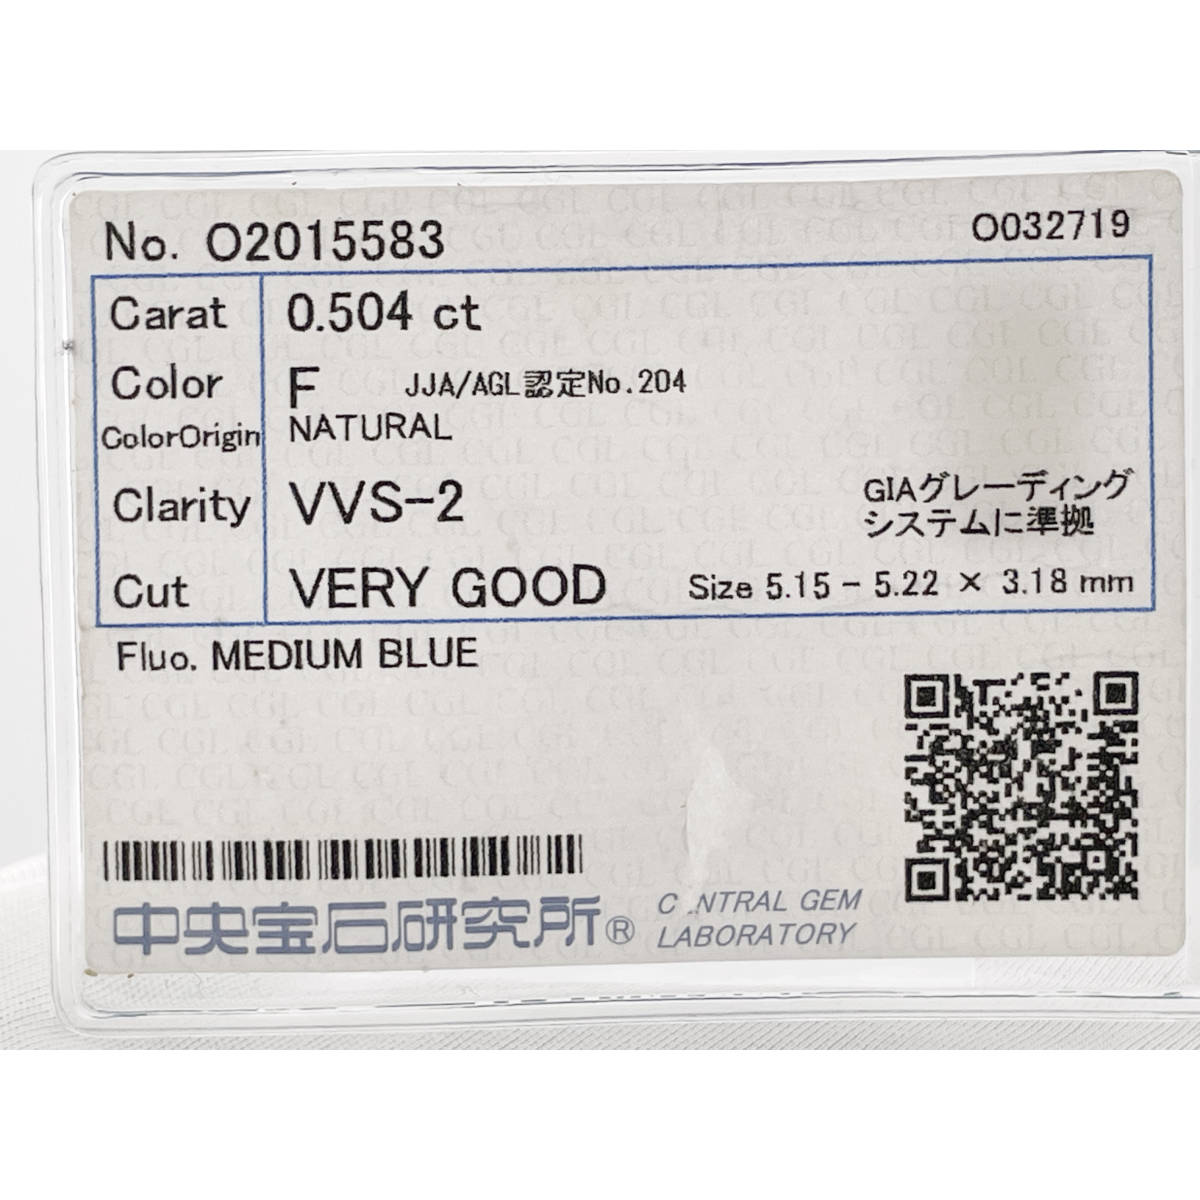 No. O2015583 O032719
Carat 0.504 ct
Color F JJA/AGL認定No.204
ColorOrigin NATURAL
Clarity VVS-2 GIAグレーディング
システムに準拠
Cut VERY GOOD Size 5.15 - 5.22 × 3.18 mm
Fluo. MEDIUM BLUE
中央宝石研究所® C NTRAL GEM
LABORATORY